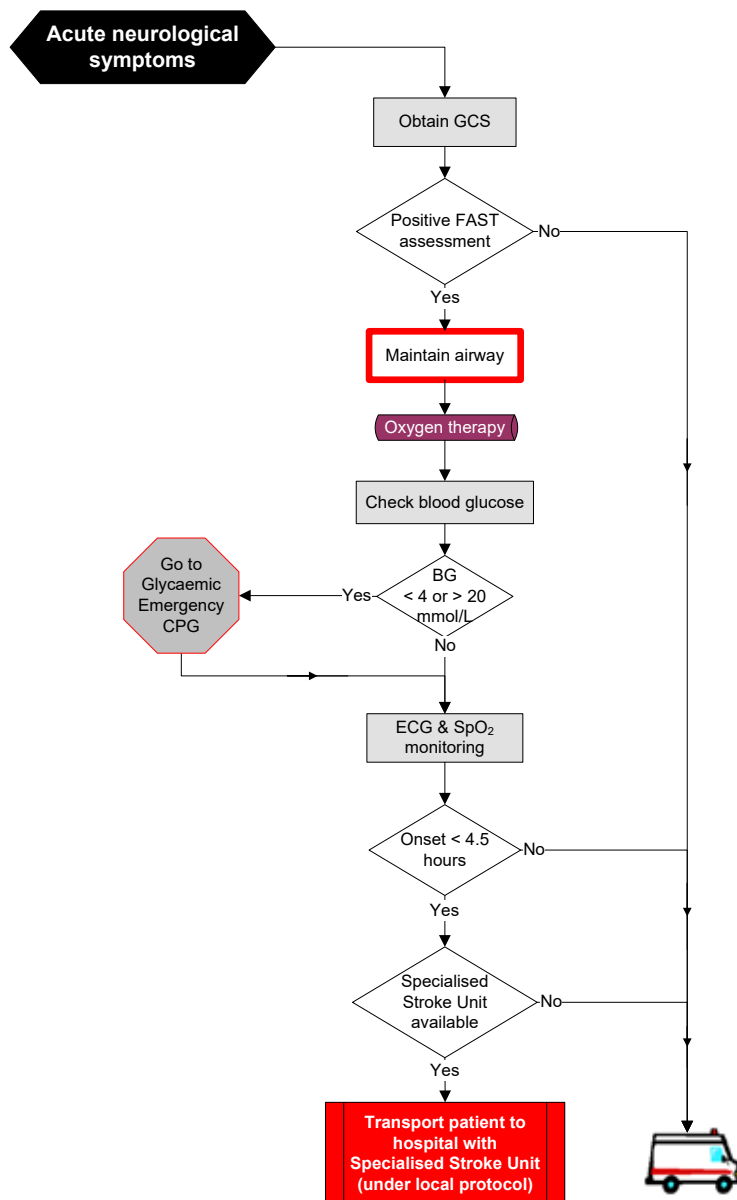 Acute neurological
symptoms
Obtain GCS
Positive FAST
assessment
No
Yes
Maintain airway
Oxygen therapy
Check blood glucose
Go to
Glycaemic
Emergency
CPG
Yes
BG
< 4 or > 20
mmol/L
No
ECG & SpO₂
monitoring
Onset < 4.5
hours
No
Yes
Specialised
Stroke Unit
available
No
Yes
Transport patient to
hospital with
Specialised Stroke Unit
(under local protocol)